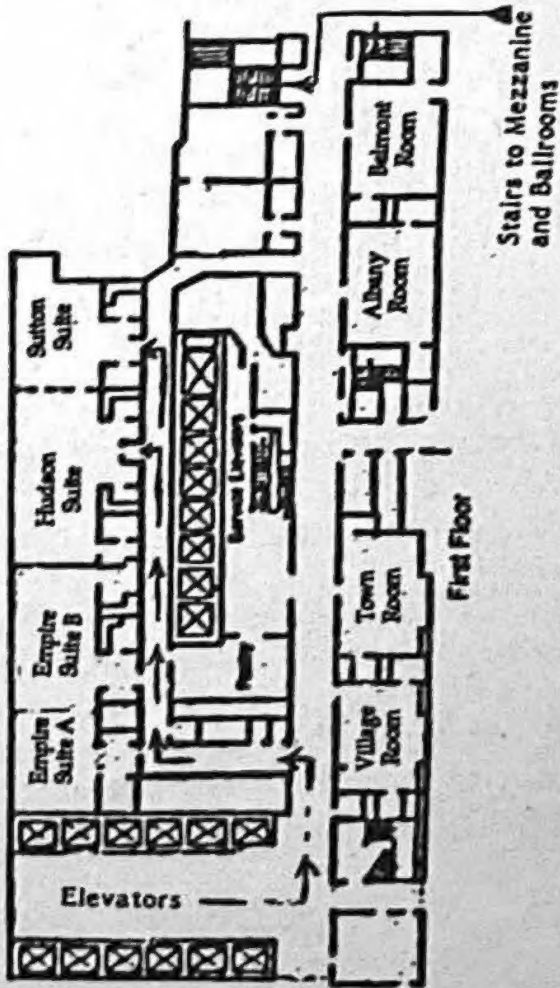 Sutton
Suite
Hudson
Suite
Empire
Suite B
Empire
Suite A
Service Elevators
Pantry
Elevators
Belmont
Room
Albany
Room
Town
Room
Village
Room
First Floor
Stairs to Mezzanine
and Ballrooms